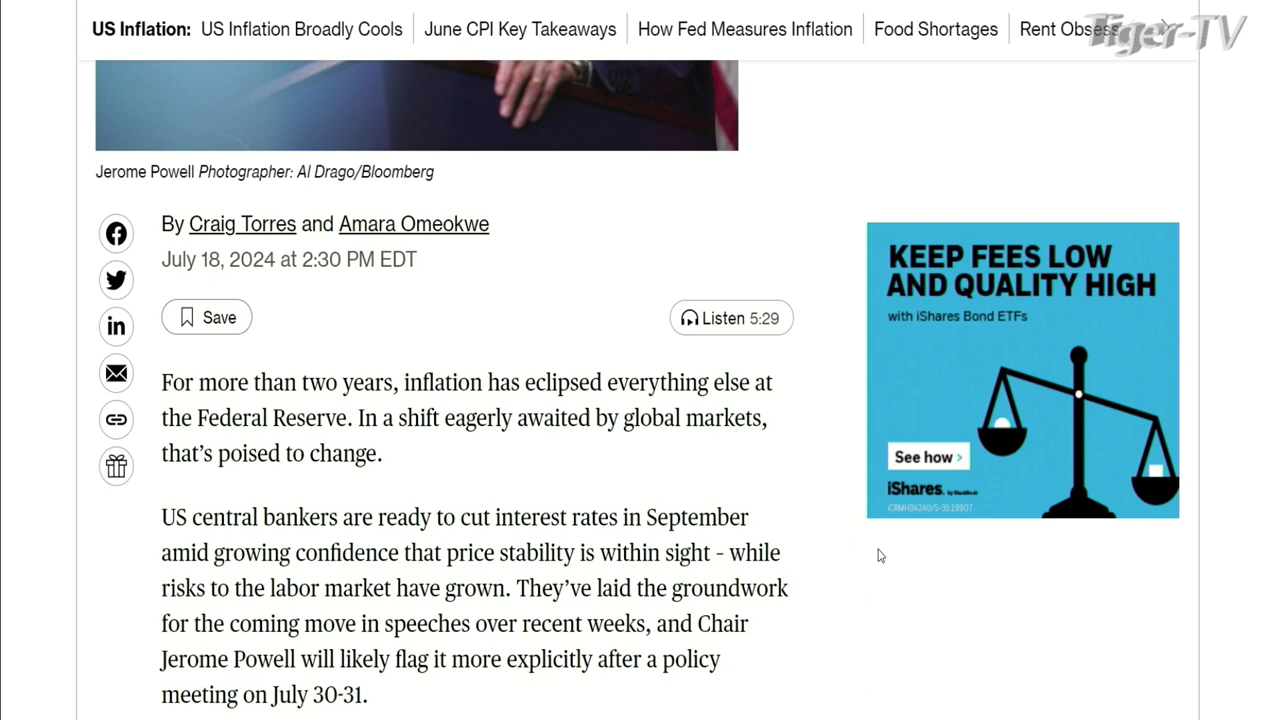 US Inflation: US Inflation Broadly Cools June CPI Key Takeaways How Fed Measures Inflation Food Shortages Rent Obsess
Tiger-TV
Jerome Powell Photographer: Al Drago/Bloomberg
By Craig Torres and Amara Omeokwe
July 18, 2024 at 2:30 PM EDT
Save
Listen 5:29
For more than two years, inflation has eclipsed everything else at
the Federal Reserve. In a shift eagerly awaited by global markets,
that’s poised to change.
US central bankers are ready to cut interest rates in September
amid growing confidence that price stability is within sight - while
risks to the labor market have grown. They’ve laid the groundwork
for the coming move in speeches over recent weeks, and Chair
Jerome Powell will likely flag it more explicitly after a policy
meeting on July 30-31.
KEEP FEES LOW
AND QUALITY HIGH
with iShares Bond ETFs
See how >
iShares. by BlackRock
iCRMH0424U/S-3519907